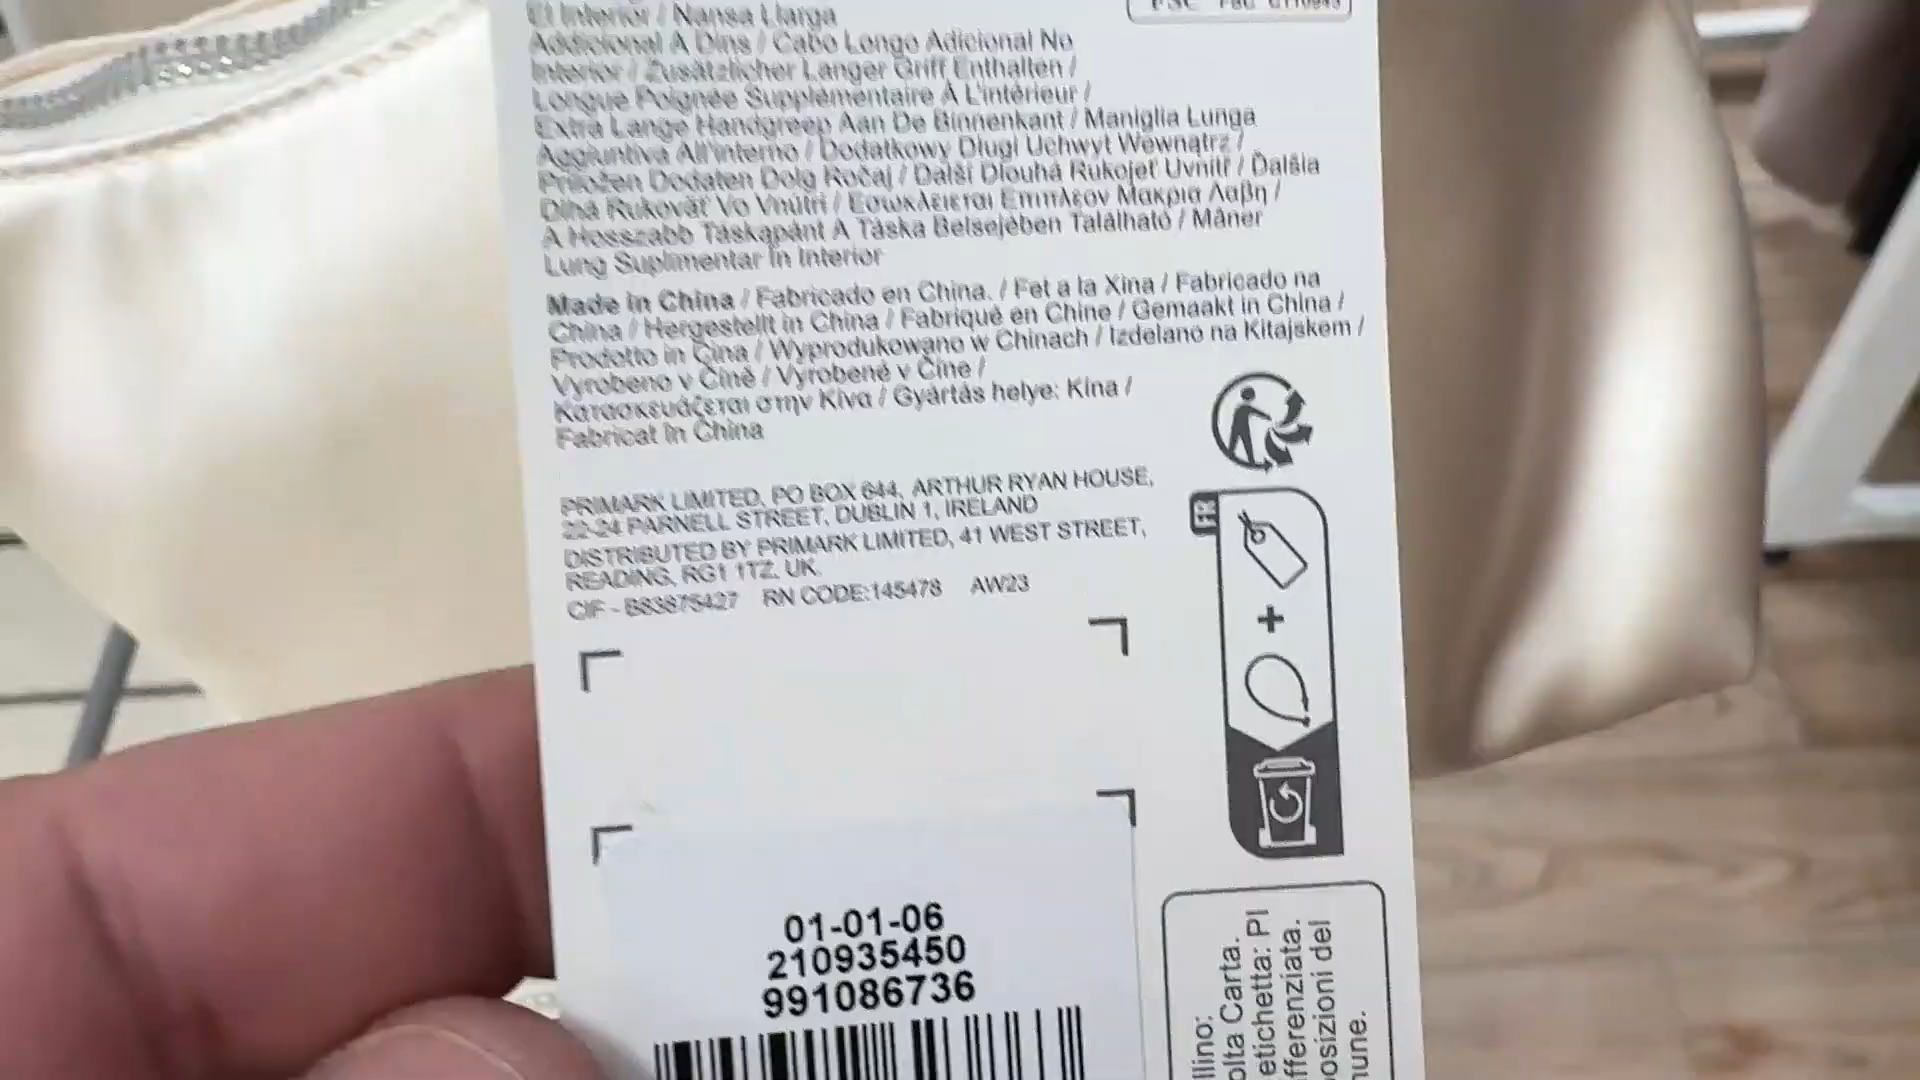 El Interior / Nansa Llarga
Addicional A Dins / Cabo Longo Adicional No
Interior / Zusätzlicher Langer Griff Enthalten /
Longue Poignée Supplémentaire À L'intérieur /
Extra Lange Handgreep Aan De Binnenkant / Maniglia Lunga
Aggiuntiva All'interno / Dodatkowy Długi Uchwyt Wewnątrz /
Priložen Dodaten Dolg Ročaj / Další Dlouhá Rukojeť Uvnitř / Ďalšia
Dlhá Rukoväť Vo Vnútri / Εσωκλείεται Επιπλέον Μακριά Λαβή /
A Hosszabb Táskapánt A Táska Belsejében Található / Mâner
Lung Suplimentar În Interior
Made in China / Fabricado en China. / Fet a la Xina / Fabricado na
China / Hergestellt in China / Fabriqué en Chine / Gemaakt in China /
Prodotto in Cina / Wyprodukowano w Chinach / Izdelano na Kitajskem /
Vyrobeno v Číně / Vyrobené v Číne /
Κατασκευάζεται στην Κίνα / Gyártás helye: Kína /
Fabricat în China
PRIMARK LIMITED, PO BOX 644, ARTHUR RYAN HOUSE,
22-24 PARNELL STREET, DUBLIN 1, IRELAND
DISTRIBUTED BY PRIMARK LIMITED, 41 WEST STREET,
READING, RG1 1TZ, UK.
CIF - B83875427 RN CODE:145478 AW23
FR
01-01-06
210935450
991086736
llino:
olta Carta.
etichetta: PI
fferenziata.
osizioni del
nune.